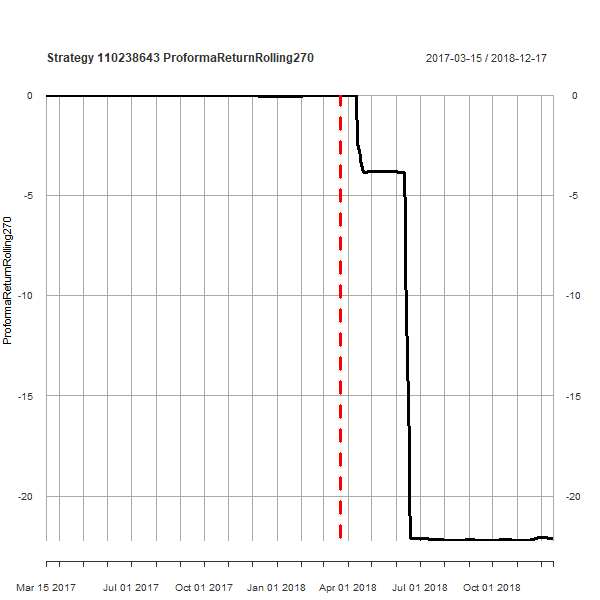 Strategy 110238643 ProformaReturnRolling270
2017-03-15 / 2018-12-17
0 0
-5 -5
-10 -10
-15 -15
-20 -20
ProformaReturnRolling270
Mar 15 2017 Jul 01 2017 Oct 01 2017 Jan 01 2018 Apr 01 2018 Jul 01 2018 Oct 01 2018